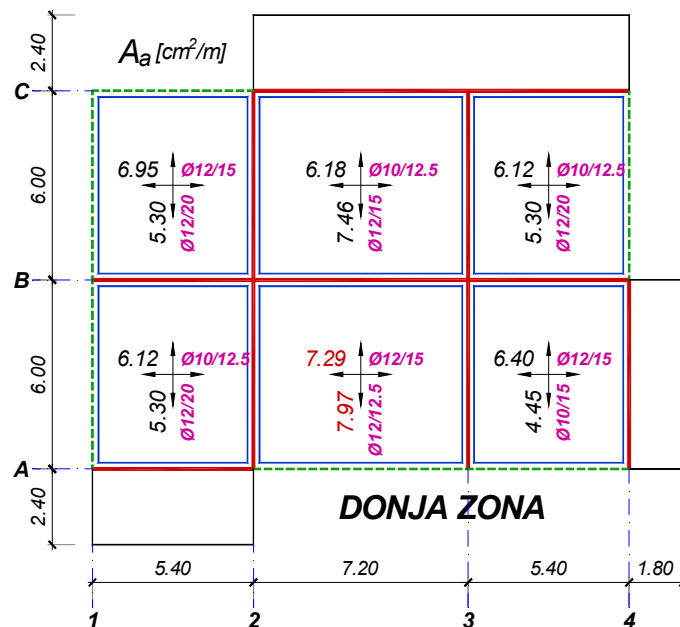 2.40
Aa [cm²/m]
C
6.95 Ø12/15
5.30 Ø12/20
6.18 Ø10/12.5
7.46 Ø12/15
6.12 Ø10/12.5
5.30 Ø12/20
6.00
B
6.12 Ø10/12.5
5.30 Ø12/20
7.29 Ø12/15
7.97 Ø12/12.5
6.40 Ø12/15
4.45 Ø10/15
6.00
A
2.40
DONJA ZONA
5.40 7.20 5.40 1.80
1 2 3 4